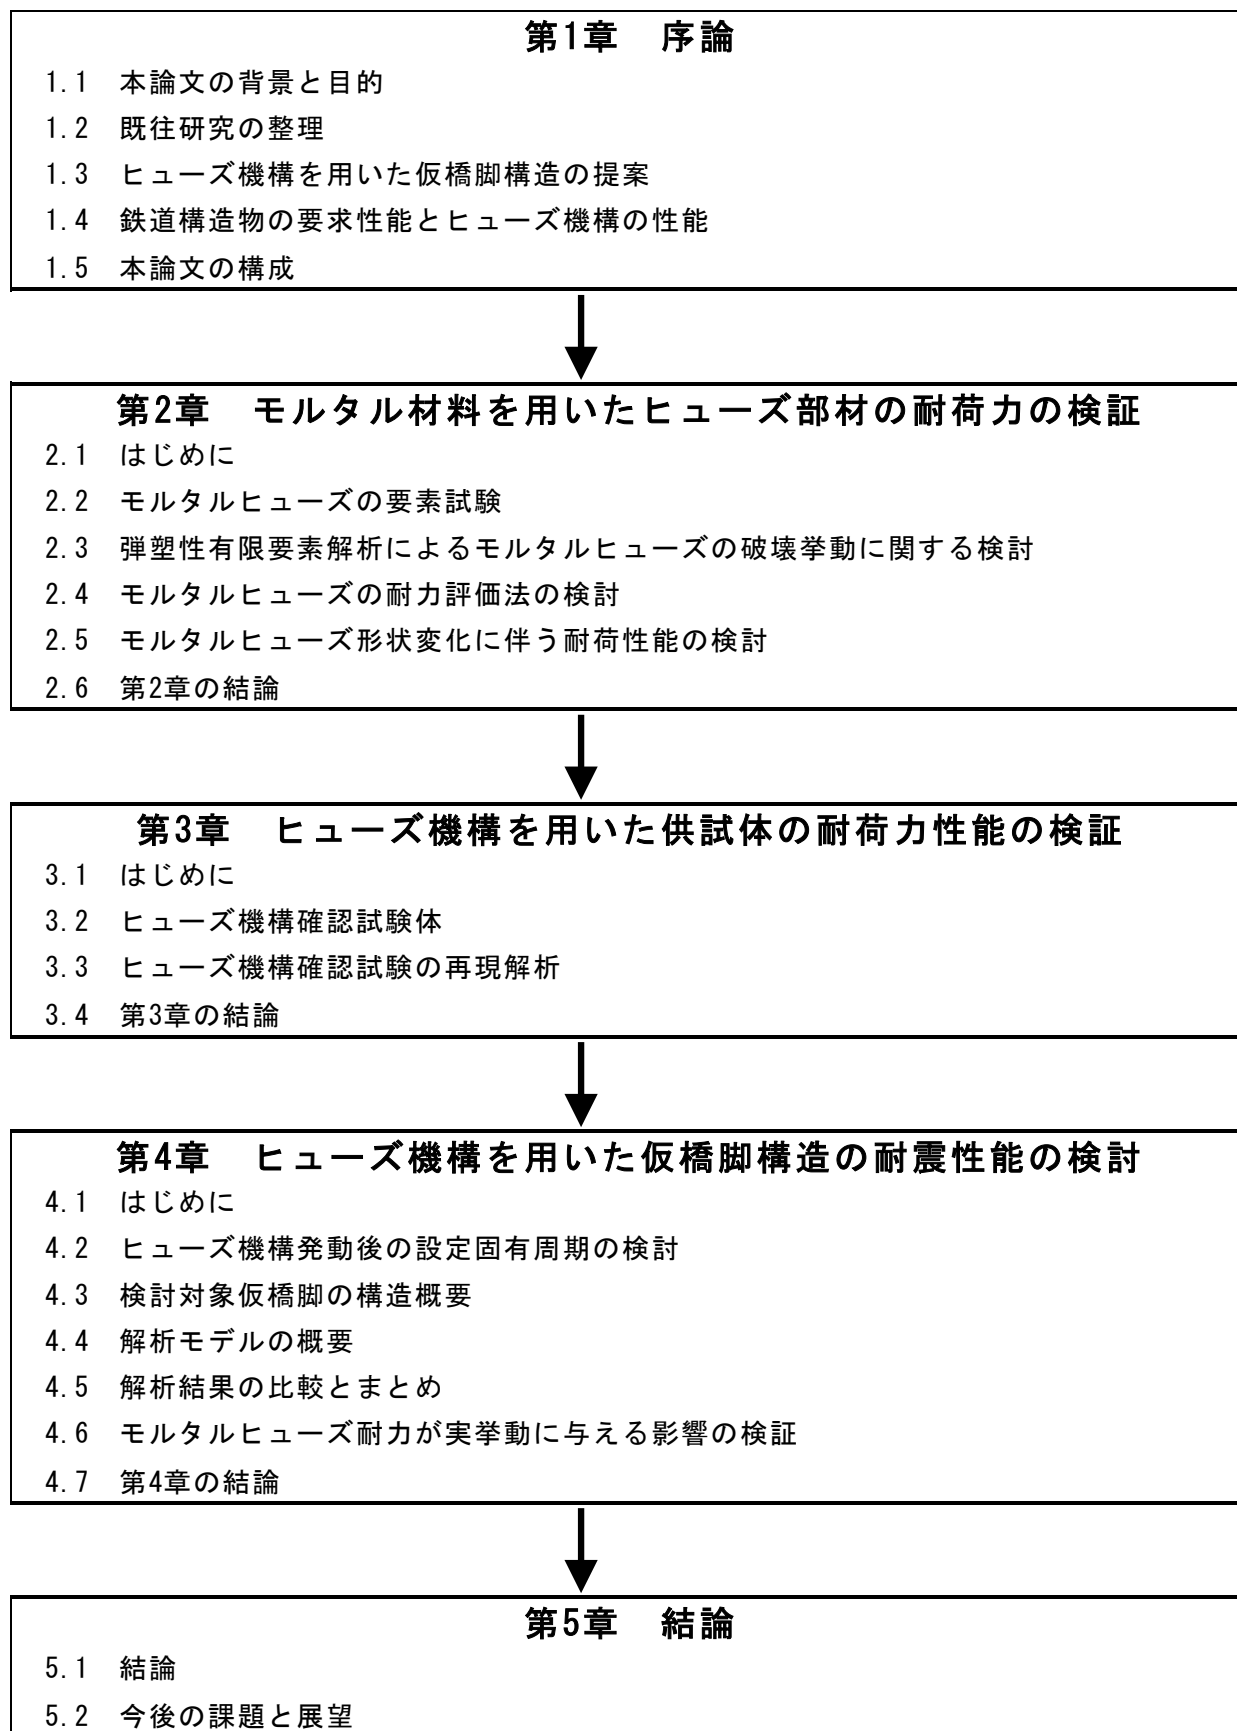 第1章 序論
1.1 本論文の背景と目的
1.2 既往研究の整理
1.3 ヒューズ機構を用いた仮橋脚構造の提案
1.4 鉄道構造物の要求性能とヒューズ機構の性能
1.5 本論文の構成
第2章 モルタル材料を用いたヒューズ部材の耐荷力の検証
2.1 はじめに
2.2 モルタルヒューズの要素試験
2.3 弾塑性有限要素解析によるモルタルヒューズの破壊挙動に関する検討
2.4 モルタルヒューズの耐力評価法の検討
2.5 モルタルヒューズ形状変化に伴う耐荷性能の検討
2.6 第2章の結論
第3章 ヒューズ機構を用いた供試体の耐荷力性能の検証
3.1 はじめに
3.2 ヒューズ機構確認試験体
3.3 ヒューズ機構確認試験の再現解析
3.4 第3章の結論
第4章 ヒューズ機構を用いた仮橋脚構造の耐震性能の検討
4.1 はじめに
4.2 ヒューズ機構発動後の設定固有周期の検討
4.3 検討対象仮橋脚の構造概要
4.4 解析モデルの概要
4.5 解析結果の比較とまとめ
4.6 モルタルヒューズ耐力が実挙動に与える影響の検証
4.7 第4章の結論
第5章 結論
5.1 結論
5.2 今後の課題と展望